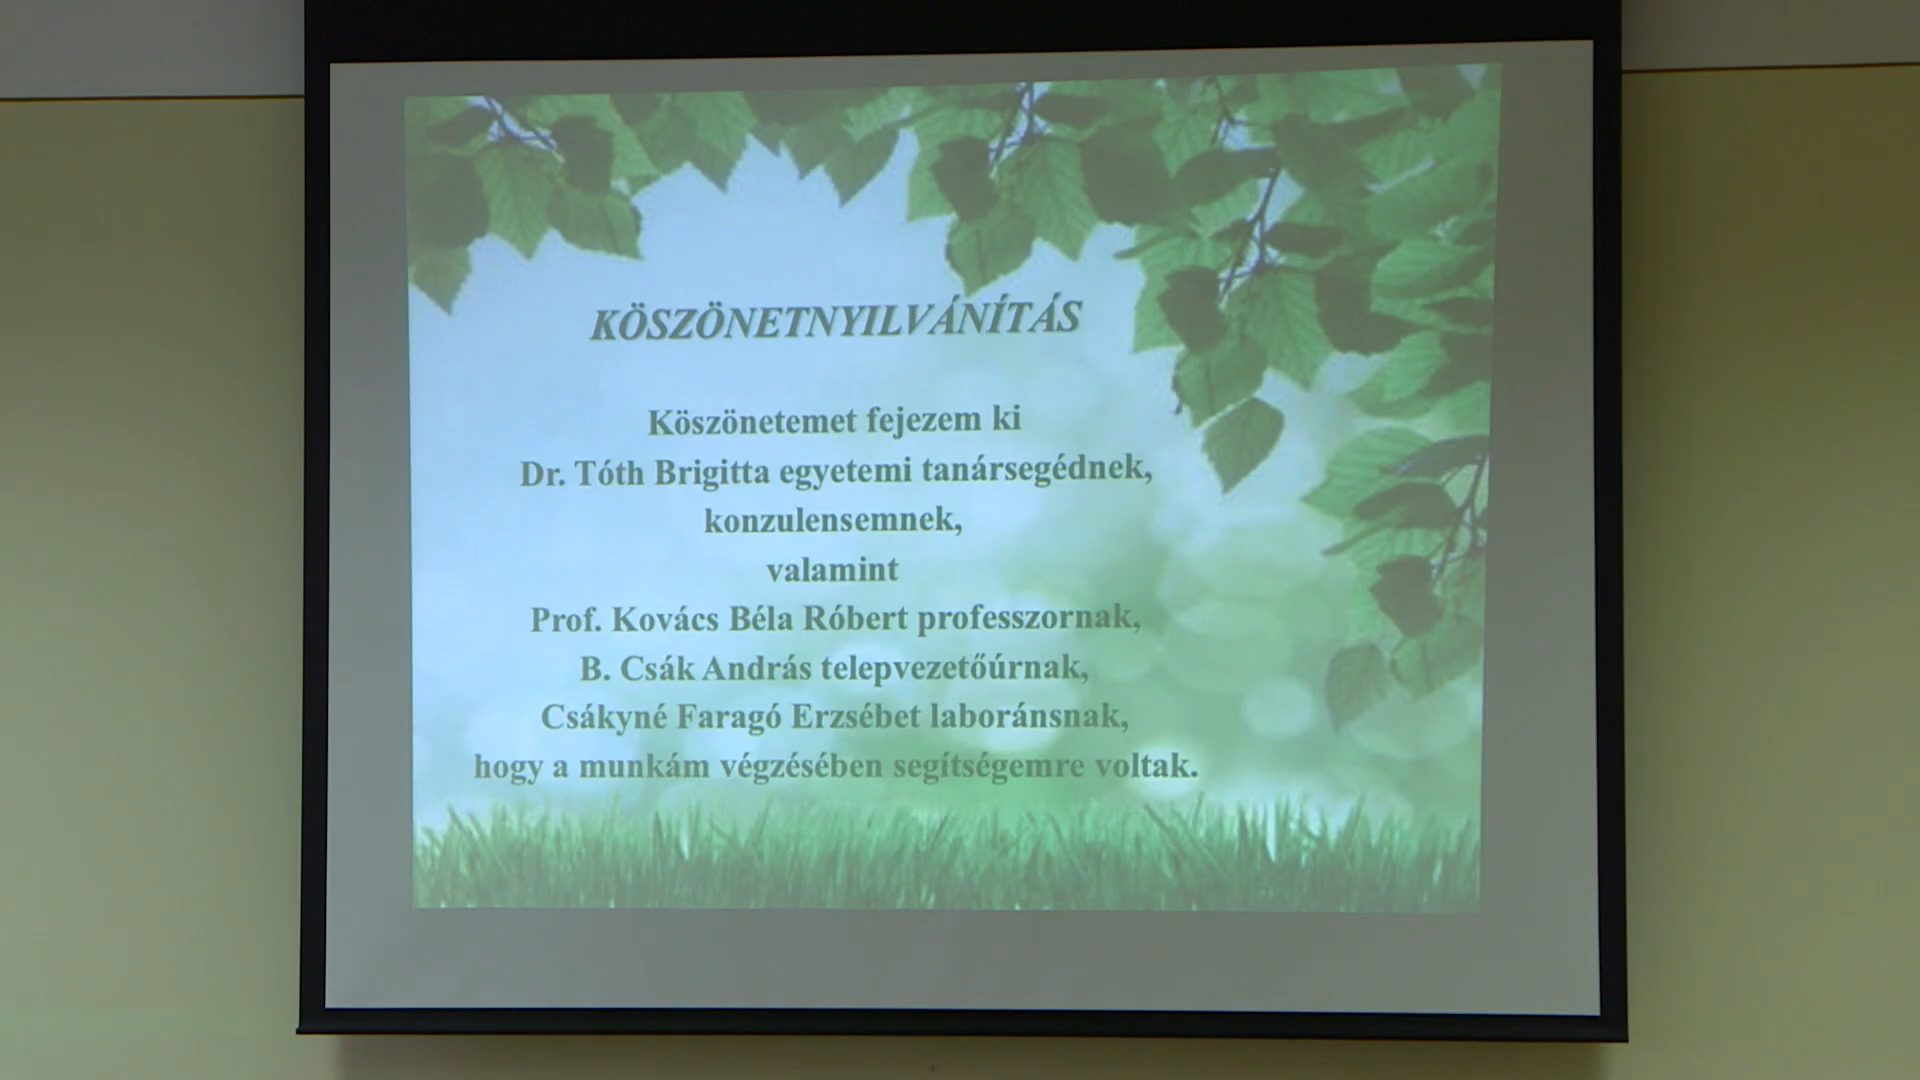 KÖSZÖNETNYILVÁNÍTÁS
Köszönetemet fejezem ki
Dr. Tóth Brigitta egyetemi tanársegédnek,
konzulensemnek,
valamint
Prof. Kovács Béla Róbert professzornak,
B. Csák András telepvezetőúrnak,
Csákyné Faragó Erzsébet laboránsnak,
hogy a munkám végzésében segítségemre voltak.